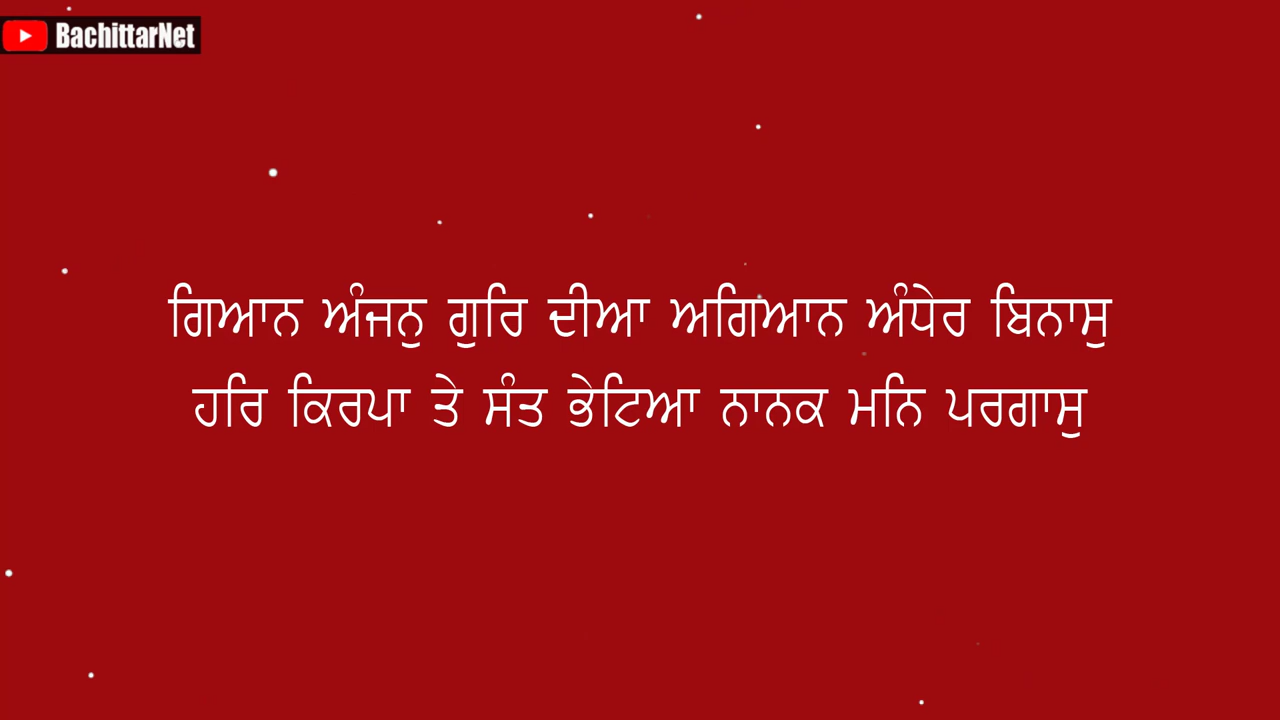 BachittarNet
ਗਿਆਨ ਅੰਜਨੁ ਗੁਰਿ ਦੀਆ ਅਗਿਆਨ ਅੰਧੇਰ ਬਿਨਾਸੁ
ਹਰਿ ਕਿਰਪਾ ਤੇ ਸੰਤ ਭੇਟਿਆ ਨਾਨਕ ਮਨਿ ਪਰਗਾਸੁ